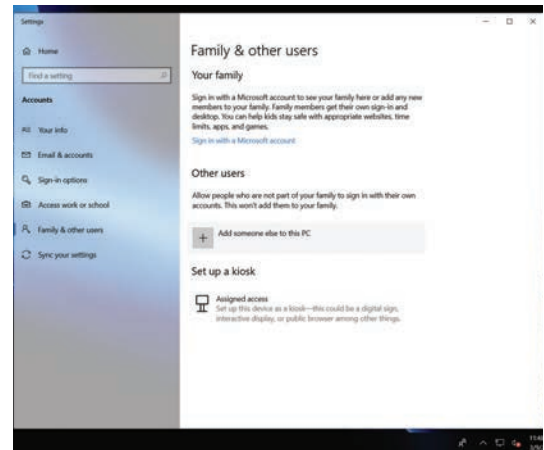 Settings
Home
Find a setting
Accounts
Your info
Email & accounts
Sign-in options
Access work or school
Family & other users
Sync your settings
Family & other users
Your family
Sign in with a Microsoft account to see your family here or add any new
members to your family. Family members get their own sign-in and
desktop. You can help kids stay safe with appropriate websites, time
limits, apps, and games.
Sign in with a Microsoft account
Other users
Allow people who are not part of your family to sign in with their own
accounts. This won't add them to your family.
Add someone else to this PC
Set up a kiosk
Assigned access
Set up this device as a kiosk—this could be a digital sign,
interactive display, or public browser among other things.